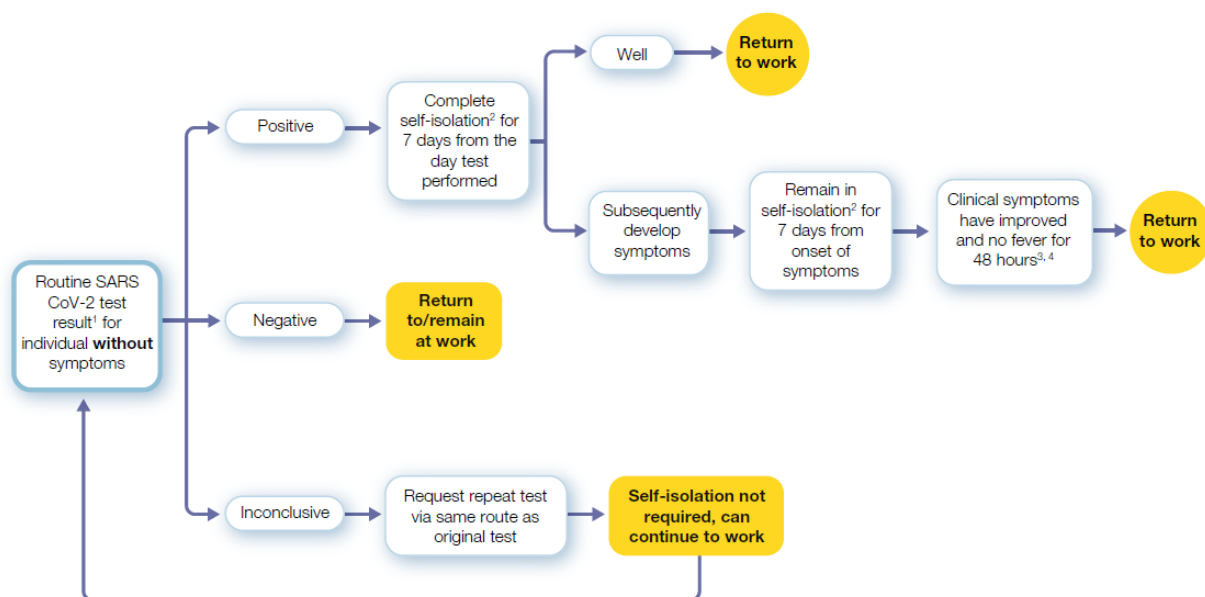 Routine SARS
CoV-2 test
result¹ for
individual without
symptoms
Positive
Complete
self-isolation² for
7 days from the
day test
performed
Well
Return
to work
Subsequently
develop
symptoms
Remain in
self-isolation² for
7 days from
onset of
symptoms
Clinical symptoms
have improved
and no fever for
48 hours³,⁴
Return
to work
Negative
Return
to/remain
at work
Inconclusive
Request repeat test
via same route as
original test
Self-isolation not
required, can
continue to work